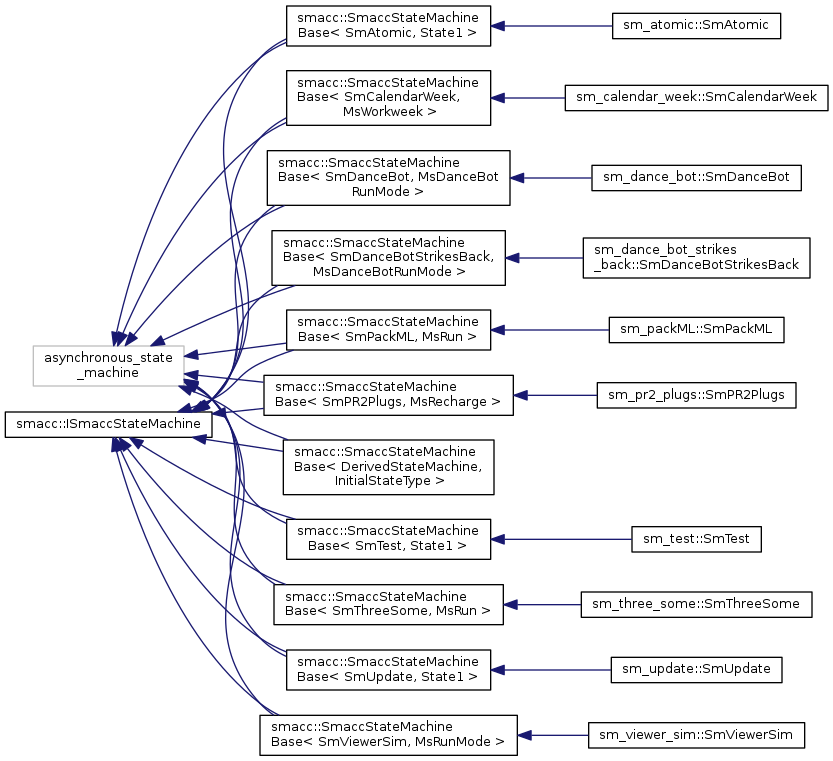 smacc::SmaccStateMachine
Base< SmAtomic, State1 >
sm_atomic::SmAtomic
smacc::SmaccStateMachine
Base< SmCalendarWeek,
MsWorkweek >
sm_calendar_week::SmCalendarWeek
smacc::SmaccStateMachine
Base< SmDanceBot, MsDanceBot
RunMode >
sm_dance_bot::SmDanceBot
smacc::SmaccStateMachine
Base< SmDanceBotStrikesBack,
MsDanceBotRunMode >
sm_dance_bot_strikes
_back::SmDanceBotStrikesBack
smacc::SmaccStateMachine
Base< SmPackML, MsRun >
sm_packML::SmPackML
asynchronous_state
_machine
smacc::SmaccStateMachine
Base< SmPR2Plugs, MsRecharge >
sm_pr2_plugs::SmPR2Plugs
smacc::ISmaccStateMachine
smacc::SmaccStateMachine
Base< DerivedStateMachine,
InitialStateType >
smacc::SmaccStateMachine
Base< SmTest, State1 >
sm_test::SmTest
smacc::SmaccStateMachine
Base< SmThreeSome, MsRun >
sm_three_some::SmThreeSome
smacc::SmaccStateMachine
Base< SmUpdate, State1 >
sm_update::SmUpdate
smacc::SmaccStateMachine
Base< SmViewerSim, MsRunMode >
sm_viewer_sim::SmViewerSim